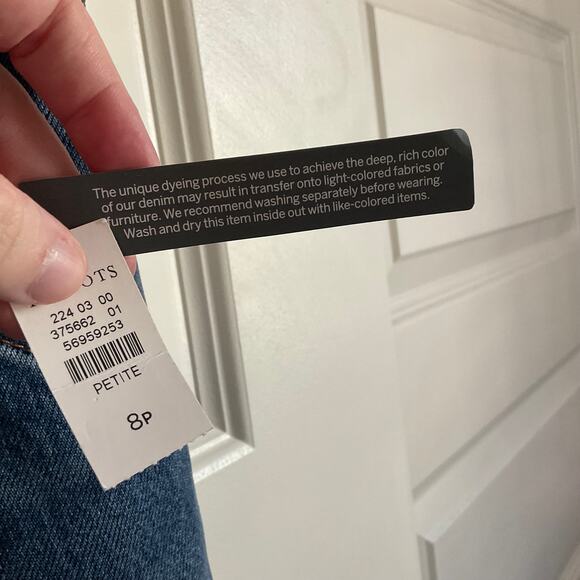 The unique dyeing process we use to achieve the deep, rich color
of our denim may result in transfer onto light-colored fabrics or
furniture. We recommend washing separately before wearing.
Wash and dry this item inside out with like-colored items.
OTS
224 03 00
375662 01
56959253
PETITE
8P